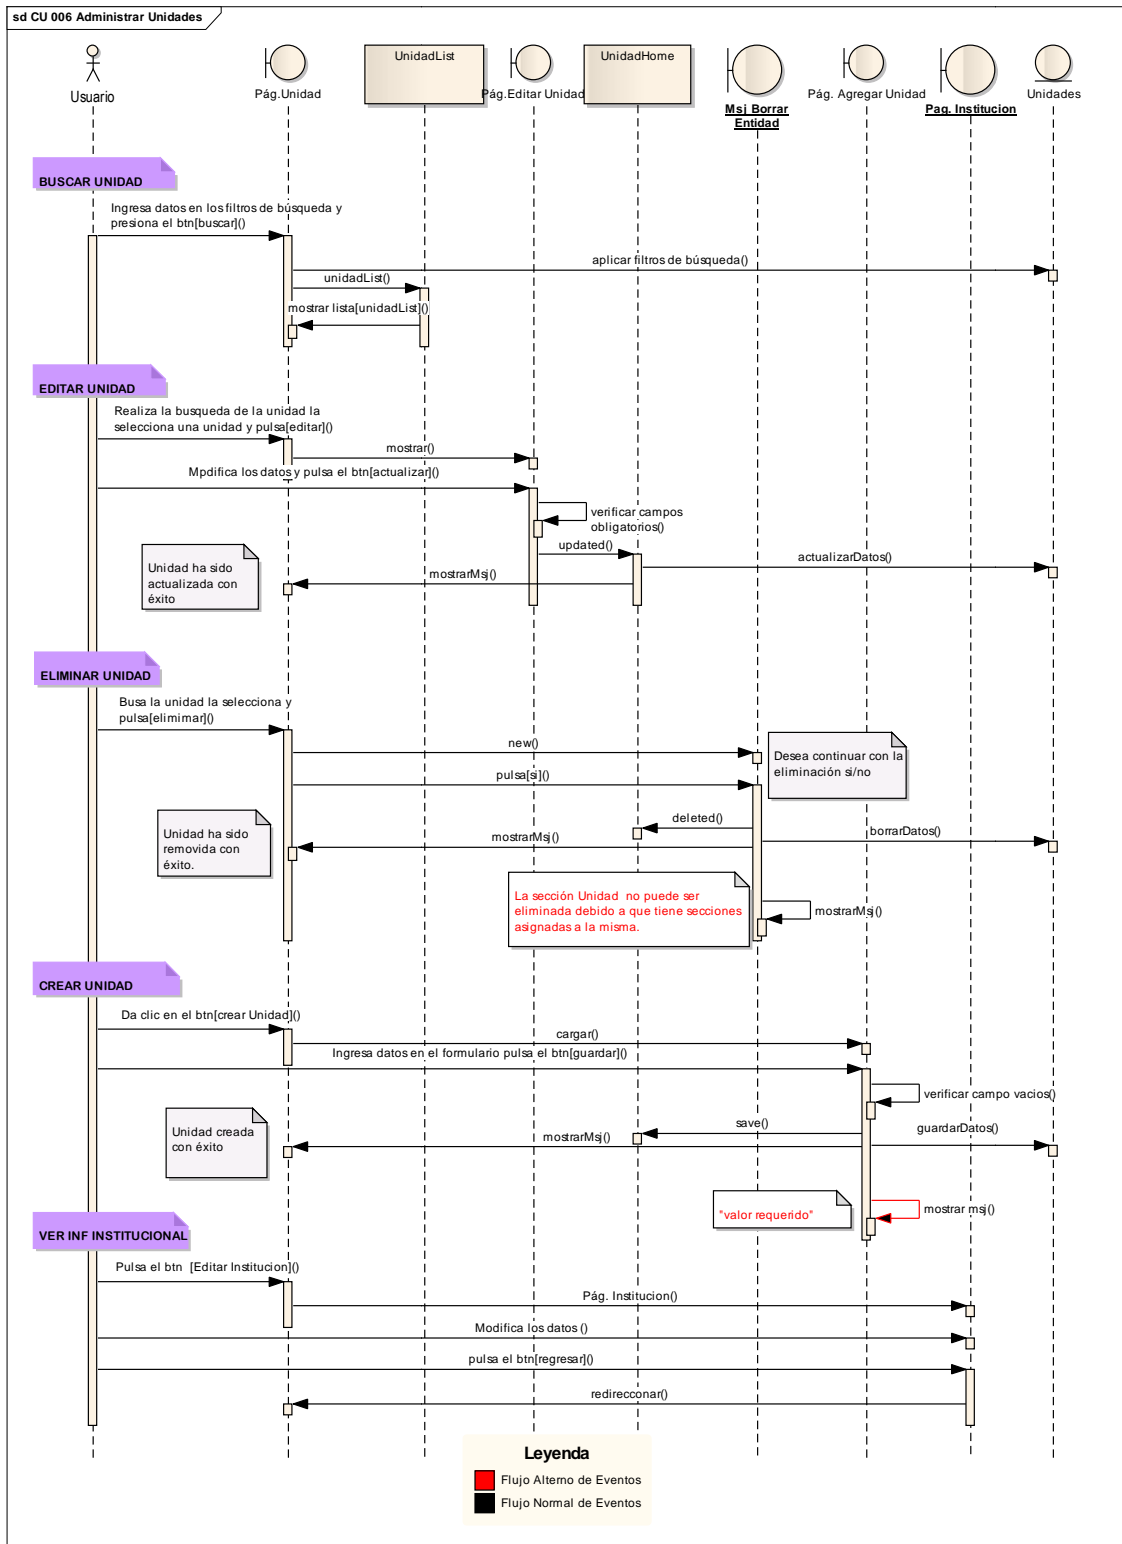 sd CU 006 Administrar Unidades
Usuario
Pág.Unidad
UnidadList
Pág.Editar Unidad
UnidadHome
Msj Borrar
Entidad
Pág. Agregar Unidad
Pag. Institucion
Unidades
BUSCAR UNIDAD
Ingresa datos en los filtros de búsqueda y
presiona el btn[buscar]()
aplicar filtros de búsqueda()
unidadList()
mostrar lista[unidadList]()
EDITAR UNIDAD
Realiza la busqueda de la unidad la
selecciona una unidad y pulsa[editar]()
mostrar()
Mpdifica los datos y pulsa el btn[actualizar]()
verificar campos
obligatorios()
updated()
actualizarDatos()
mostrarMsj()
Unidad ha sido
actualizada con
éxito
ELIMINAR UNIDAD
Busa la unidad la selecciona y
pulsa[elimimar]()
new()
Desea continuar con la
eliminación si/no
pulsa[si]()
deleted()
borrarDatos()
mostrarMsj()
Unidad ha sido
removida con
éxito.
La sección Unidad  no puede ser
eliminada debido a que tiene secciones
asignadas a la misma.
mostrarMsj()
CREAR UNIDAD
Da clic en el btn[crear Unidad]()
cargar()
Ingresa datos en el formulario pulsa el btn[guardar]()
verificar campo vacios()
save()
guardarDatos()
mostrarMsj()
Unidad creada
con éxito
"valor requerido"
mostrar msj()
VER INF INSTITUCIONAL
Pulsa el btn  [Editar Institucion]()
Pág. Institucion()
Modifica los datos ()
pulsa el btn[regresar]()
redirecconar()
Leyenda
Flujo Alterno de Eventos
Flujo Normal de Eventos